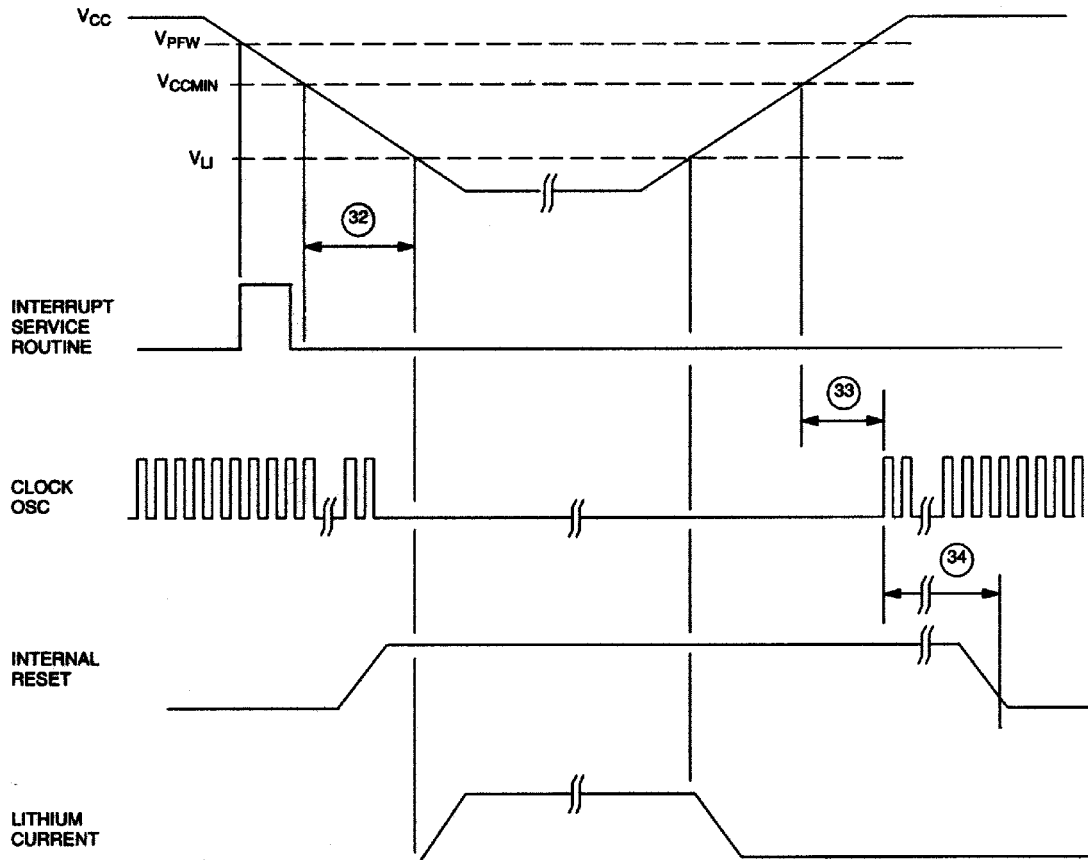 VCC
VPFW
VCCMIN
VLI
32
INTERRUPT
SERVICE
ROUTINE
33
CLOCK
OSC
34
INTERNAL
RESET
LITHIUM
CURRENT